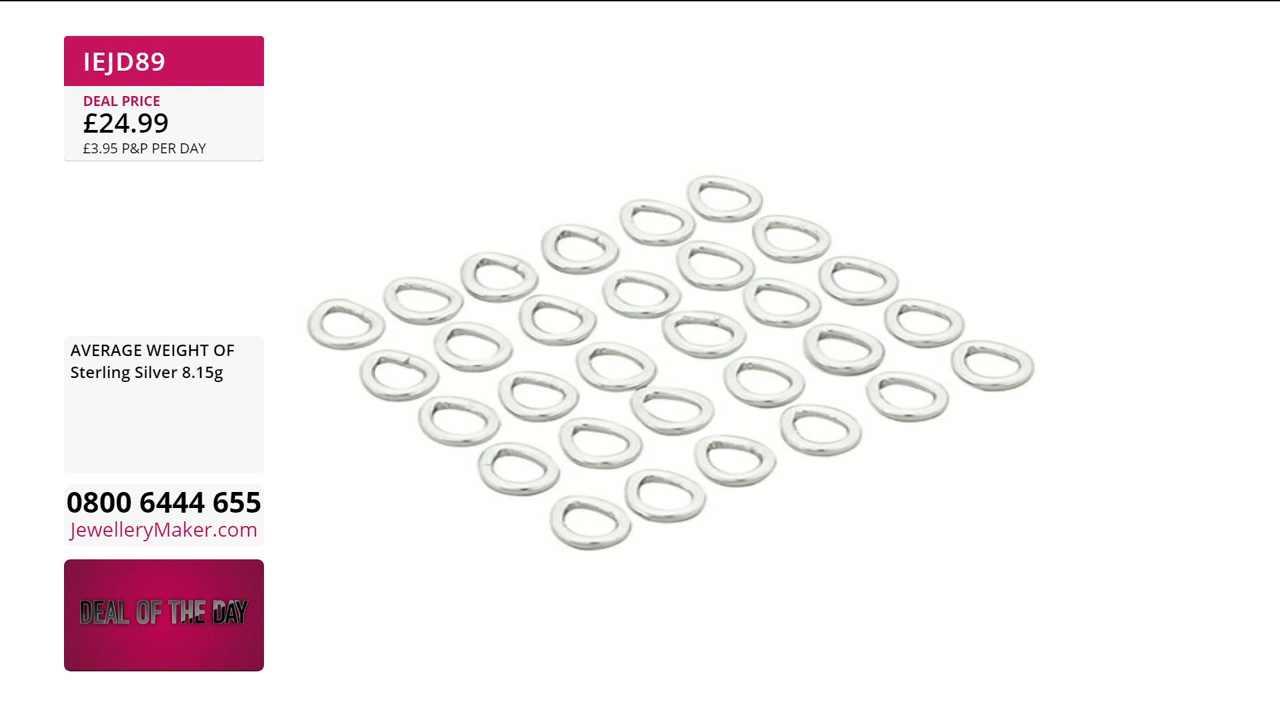 IEJD89
DEAL PRICE
£24.99
£3.95 P&P PER DAY
AVERAGE WEIGHT OF
Sterling Silver 8.15g
0800 6444 655
JewelleryMaker.com
DEAL OF THE DAY